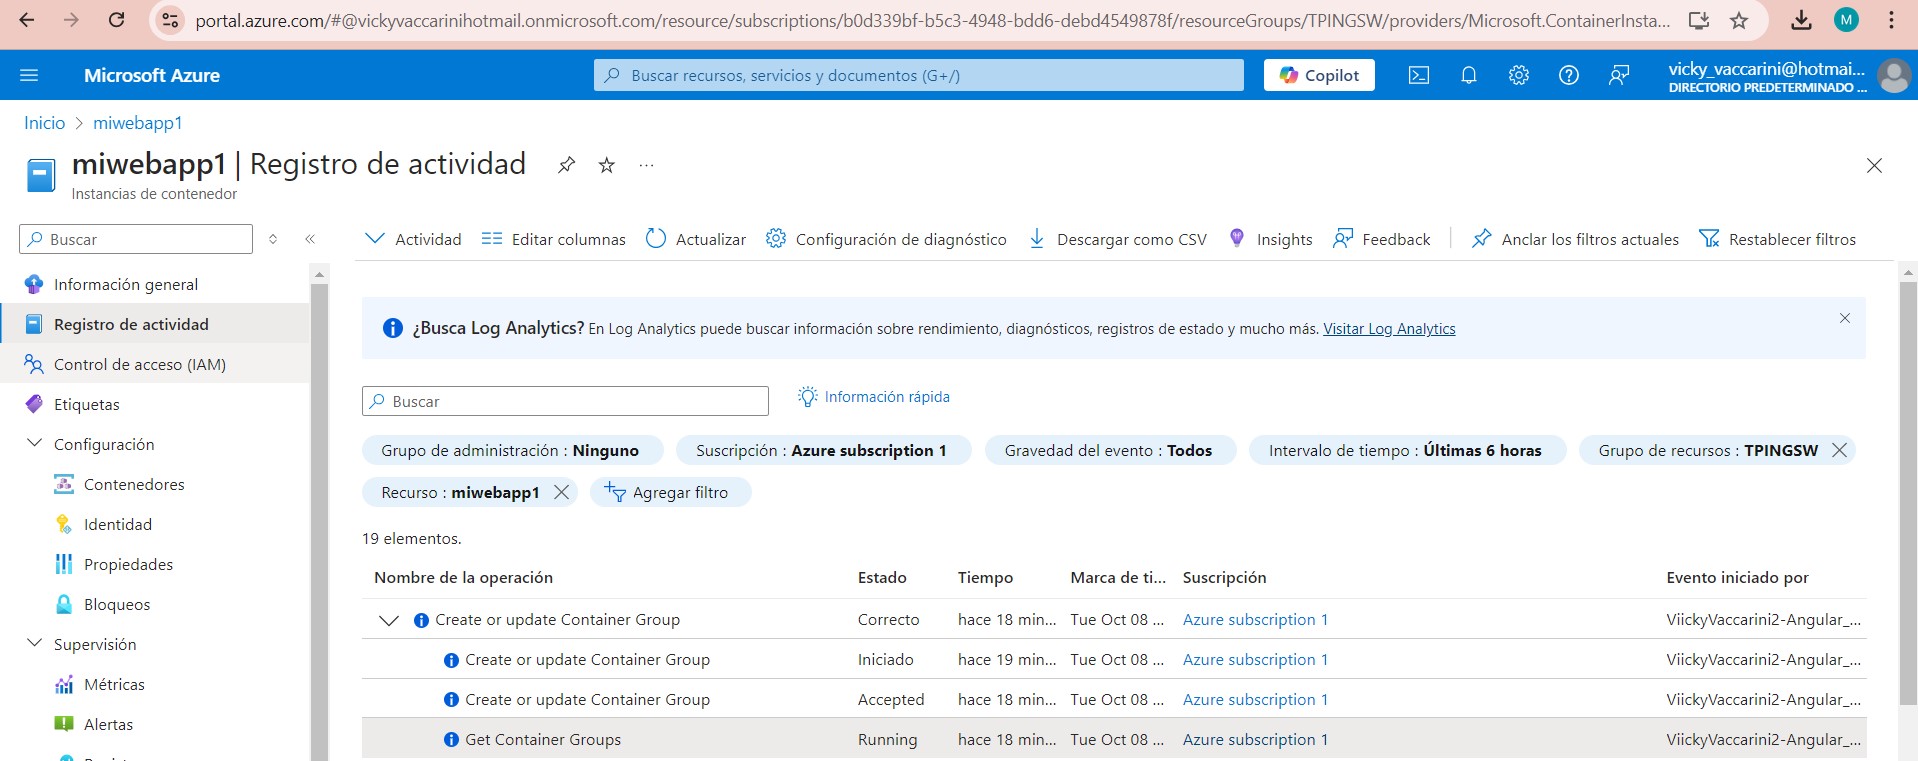 portal.azure.com/#@vickyvaccarinihotmail.onmicrosoft.com/resource/subscriptions/b0d339bf-b5c3-4948-bdd6-debd4549878f/resourceGroups/TPINGSW/providers/Microsoft.ContainerInsta...
M
Microsoft Azure
Buscar recursos, servicios y documentos (G+/)
Copilot
vicky_vaccarini@hotmai...
DIRECTORIO PREDETERMINADO ...
Inicio > miwebapp1
miwebapp1 | Registro de actividad
Instancias de contenedor
Buscar
Actividad Editar columnas Actualizar Configuración de diagnóstico Descargar como CSV Insights Feedback Anclar los filtros actuales Restablecer filtros
Información general
Registro de actividad
Control de acceso (IAM)
Etiquetas
Configuración
Contenedores
Identidad
Propiedades
Bloqueos
Supervisión
Métricas
Alertas
¿Busca Log Analytics? En Log Analytics puede buscar información sobre rendimiento, diagnósticos, registros de estado y mucho más. Visitar Log Analytics
Buscar
Información rápida
Grupo de administración : Ninguno Suscripción : Azure subscription 1 Gravedad del evento : Todos Intervalo de tiempo : Últimas 6 horas Grupo de recursos : TPINGSW
Recurso : miwebapp1 Agregar filtro
19 elementos.
Nombre de la operación Estado Tiempo Marca de ti... Suscripción Evento iniciado por
Create or update Container Group Correcto hace 18 min... Tue Oct 08 ... Azure subscription 1 ViickyVaccarini2-Angular_...
Create or update Container Group Iniciado hace 19 min... Tue Oct 08 ... Azure subscription 1 ViickyVaccarini2-Angular_...
Create or update Container Group Accepted hace 18 min... Tue Oct 08 ... Azure subscription 1 ViickyVaccarini2-Angular_...
Get Container Groups Running hace 18 min... Tue Oct 08 ... Azure subscription 1 ViickyVaccarini2-Angular_...